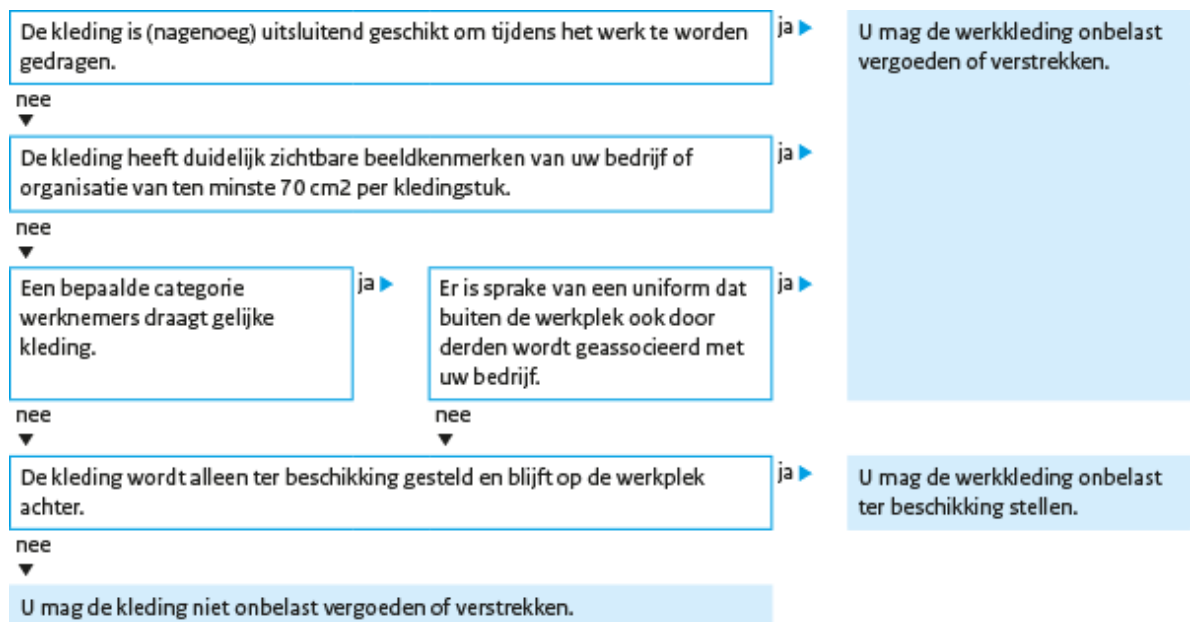 De kleding is (nagenoeg) uitsluitend geschikt om tijdens het werk te worden
gedragen.
ja
U mag de werkkleding onbelast
vergoeden of verstrekken.
nee
De kleding heeft duidelijk zichtbare beeldkenmerken van uw bedrijf of
organisatie van ten minste 70 cm2 per kledingstuk.
ja
nee
Een bepaalde categorie
werknemers draagt gelijke
kleding.
ja
Er is sprake van een uniform dat
buiten de werkplek ook door
derden wordt geassocieerd met
uw bedrijf.
ja
nee
nee
De kleding wordt alleen ter beschikking gesteld en blijft op de werkplek
achter.
ja
U mag de werkkleding onbelast
ter beschikking stellen.
nee
U mag de kleding niet onbelast vergoeden of verstrekken.